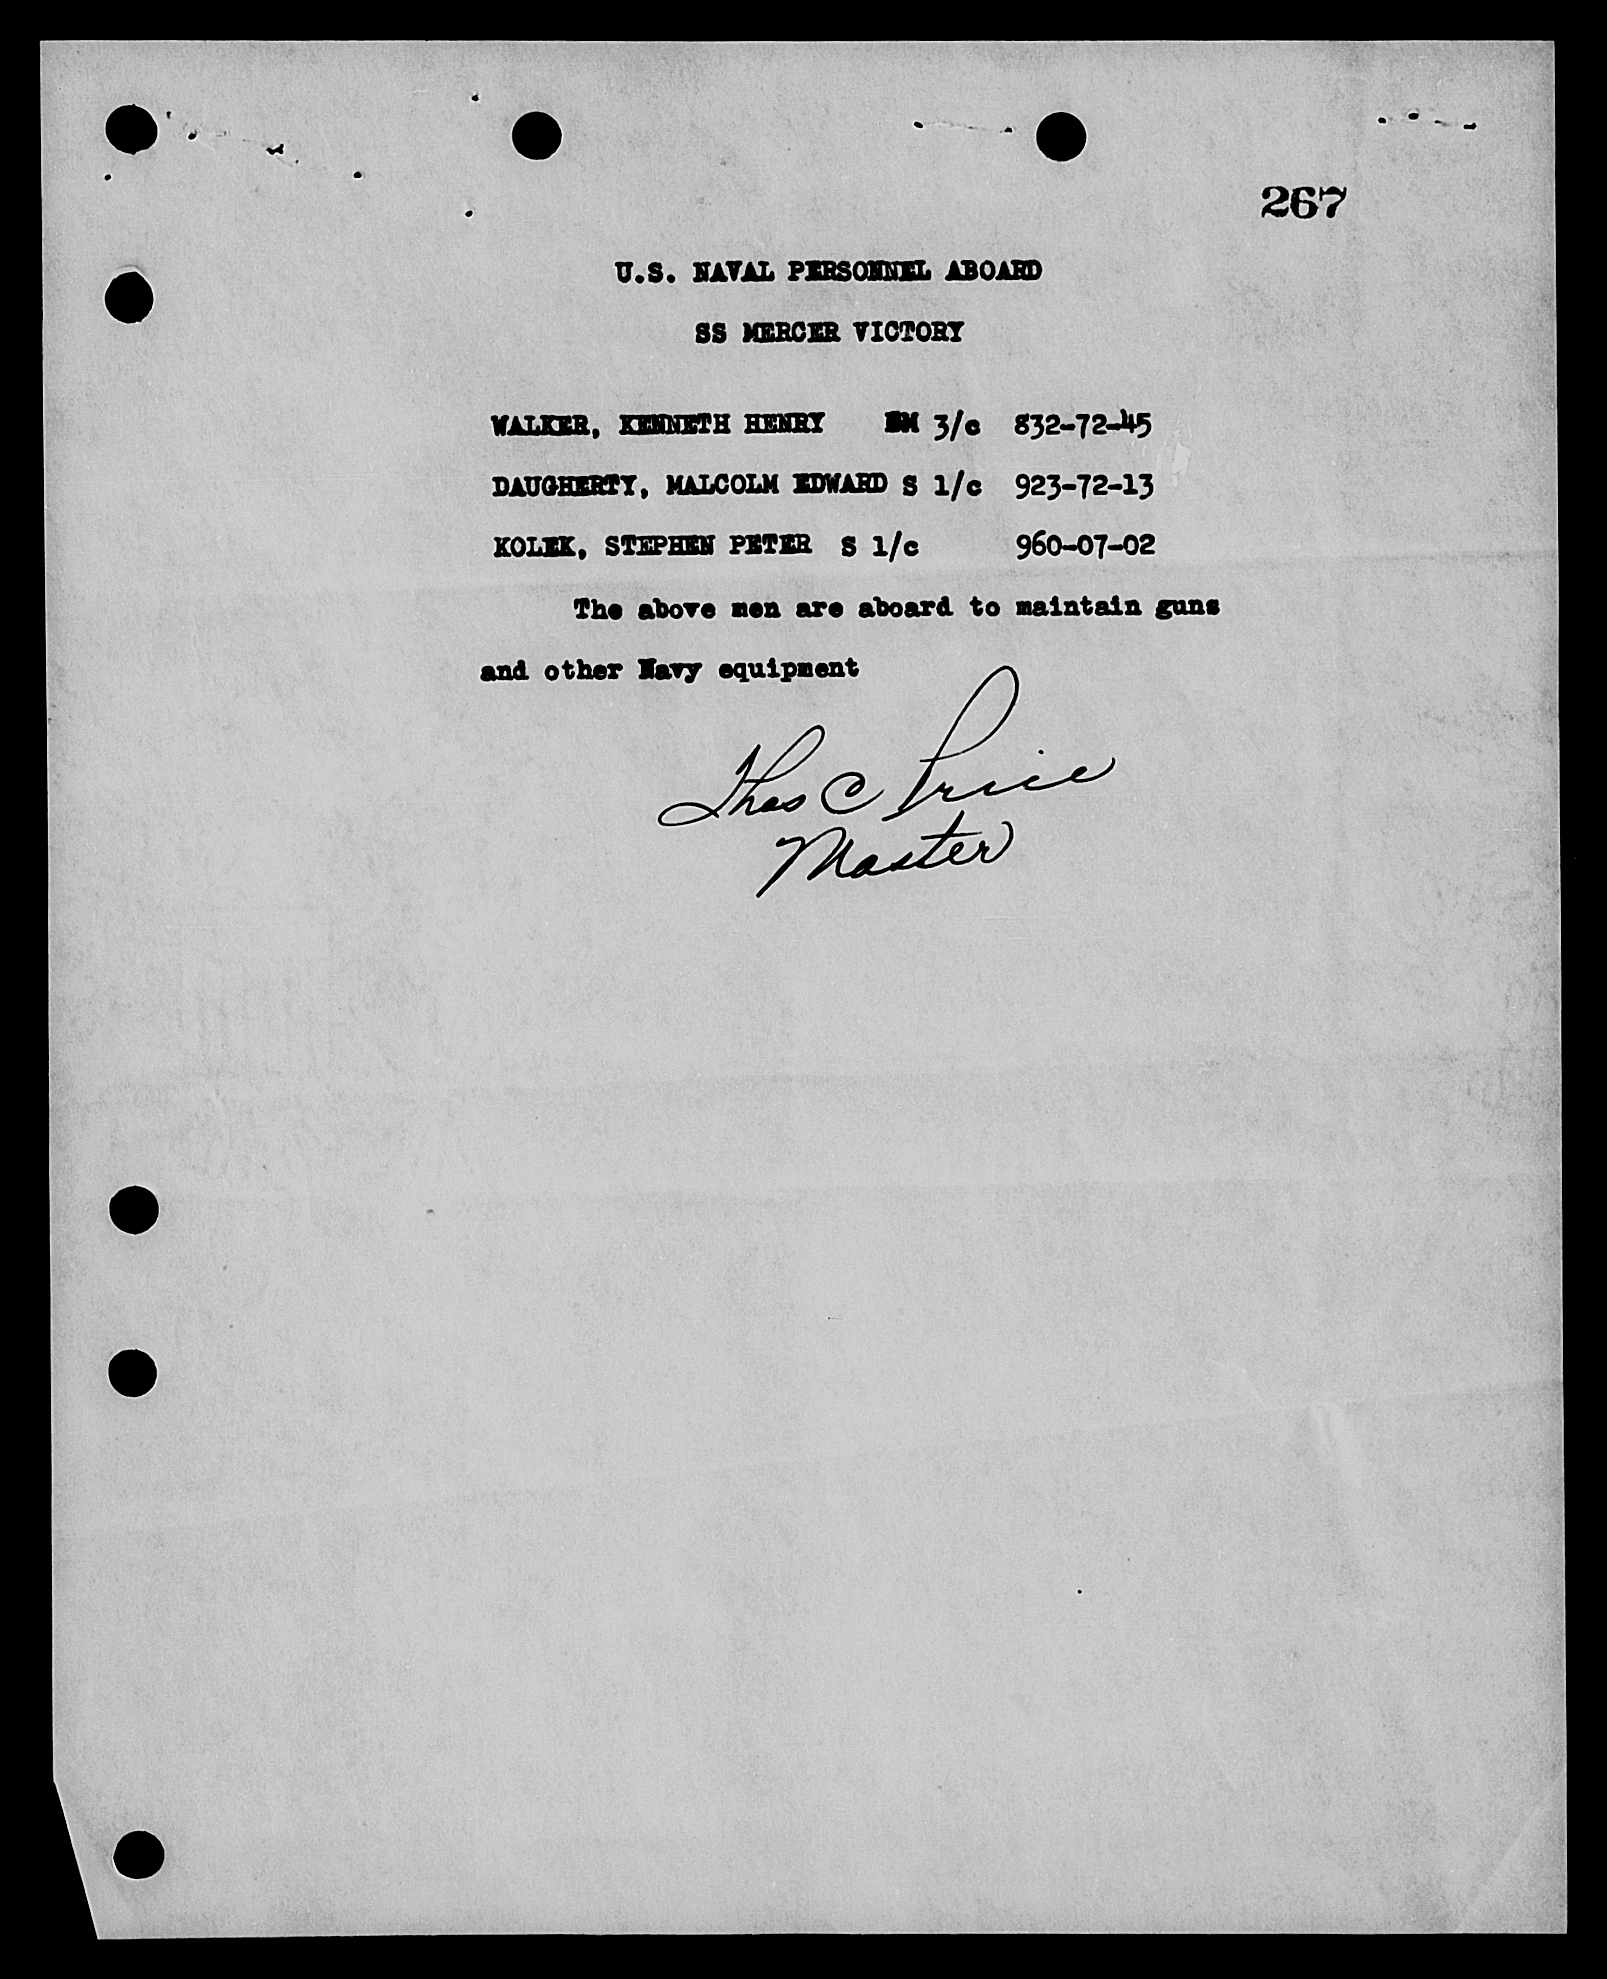 267
U.S. NAVAL PERSONNEL ABOARD
SS MERCER VICTORY
WALKER, KENNETH HENRY 3/c 832-72-45
DAUGHERTY, MALCOLM EDWARD S 1/c 923-72-13
KOLEK, STEPHEN PETER S 1/c 960-07-02
The above men are aboard to maintain guns
and other Navy equipment
Thos C Price
Master